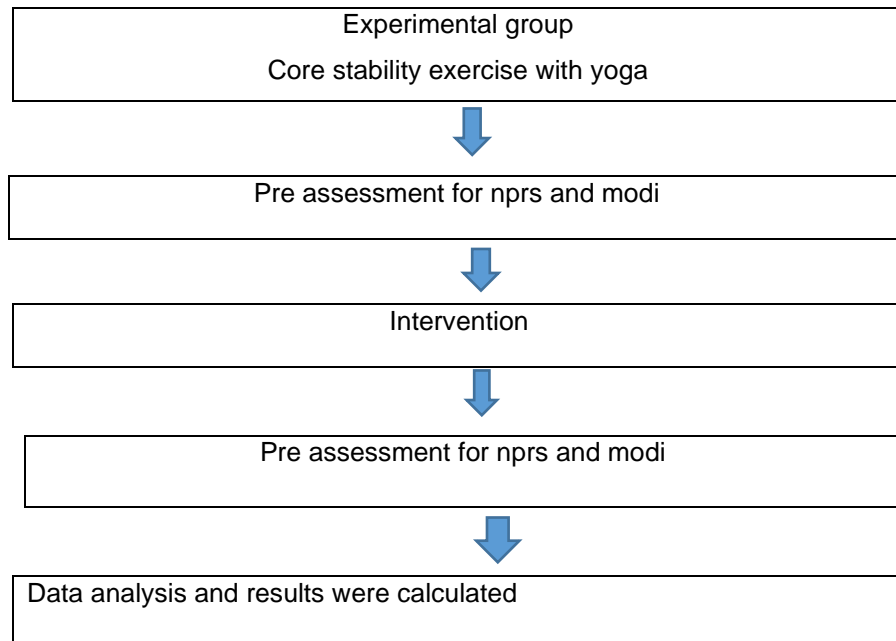 Experimental group
Core stability exercise with yoga
Pre assessment for nprs and modi
Intervention
Pre assessment for nprs and modi
Data analysis and results were calculated